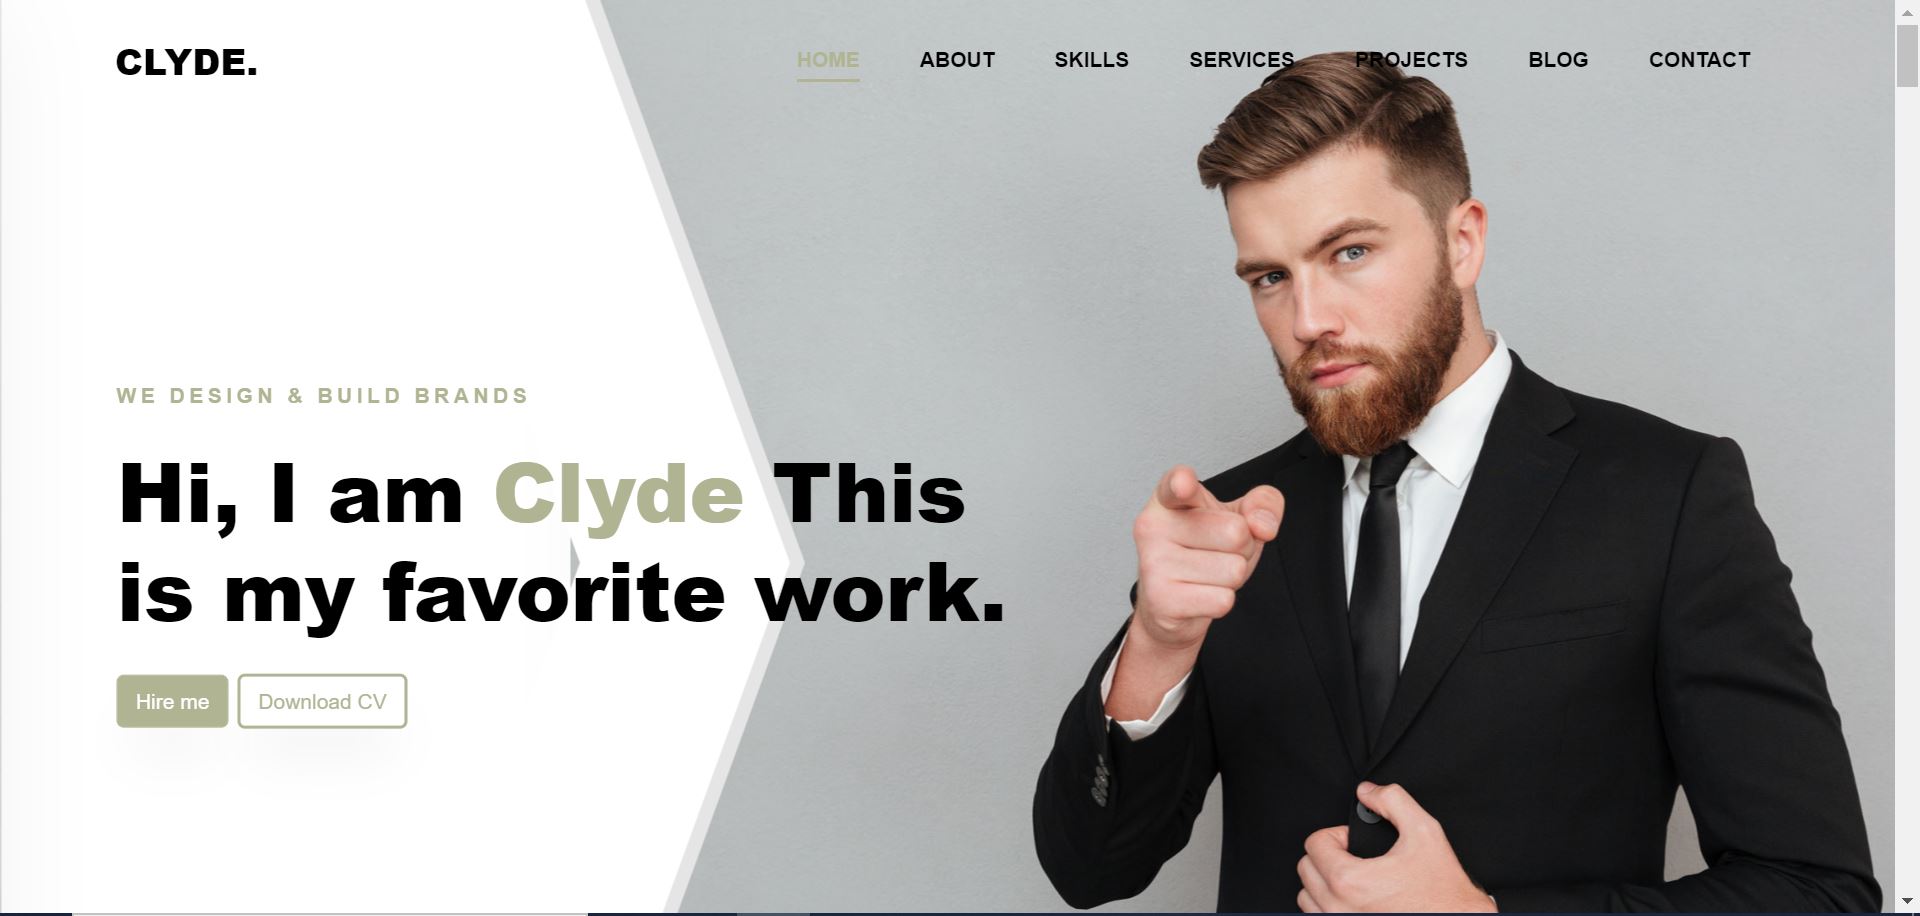 CLYDE.
HOME ABOUT SKILLS SERVICES PROJECTS BLOG CONTACT
WE DESIGN & BUILD BRANDS
Hi, I am Clyde This
is my favorite work.
Hire me Download CV